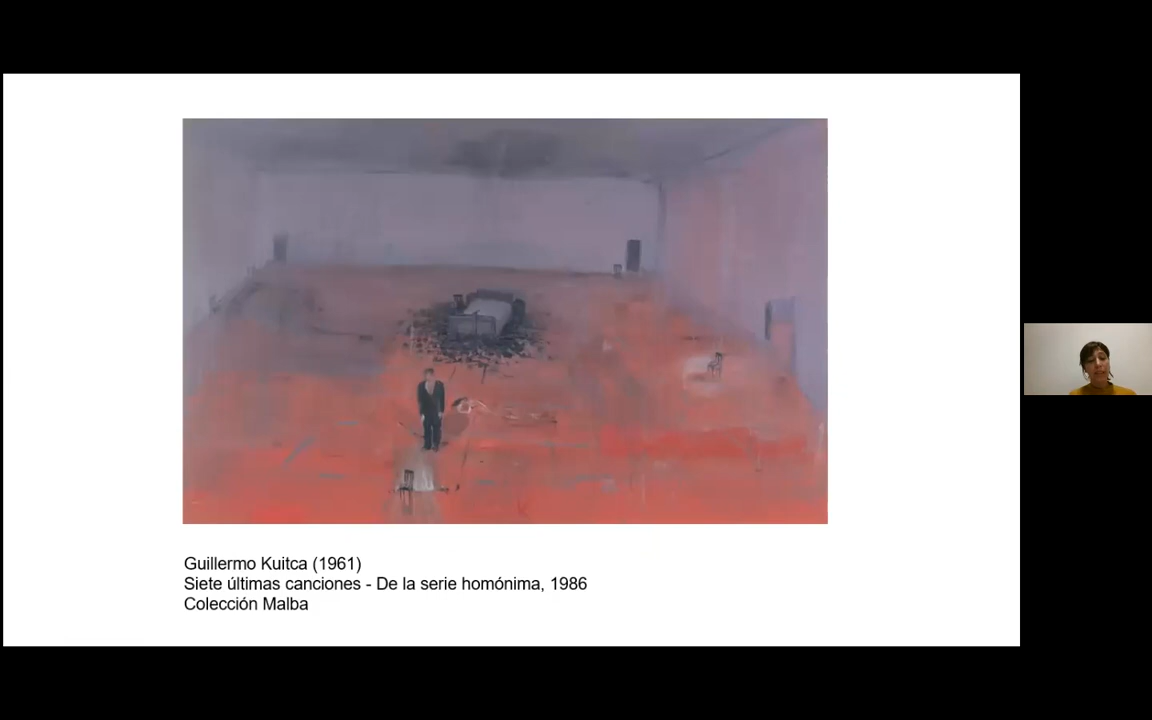 Guillermo Kuitca (1961)
Siete últimas canciones - De la serie homónima, 1986
Colección Malba